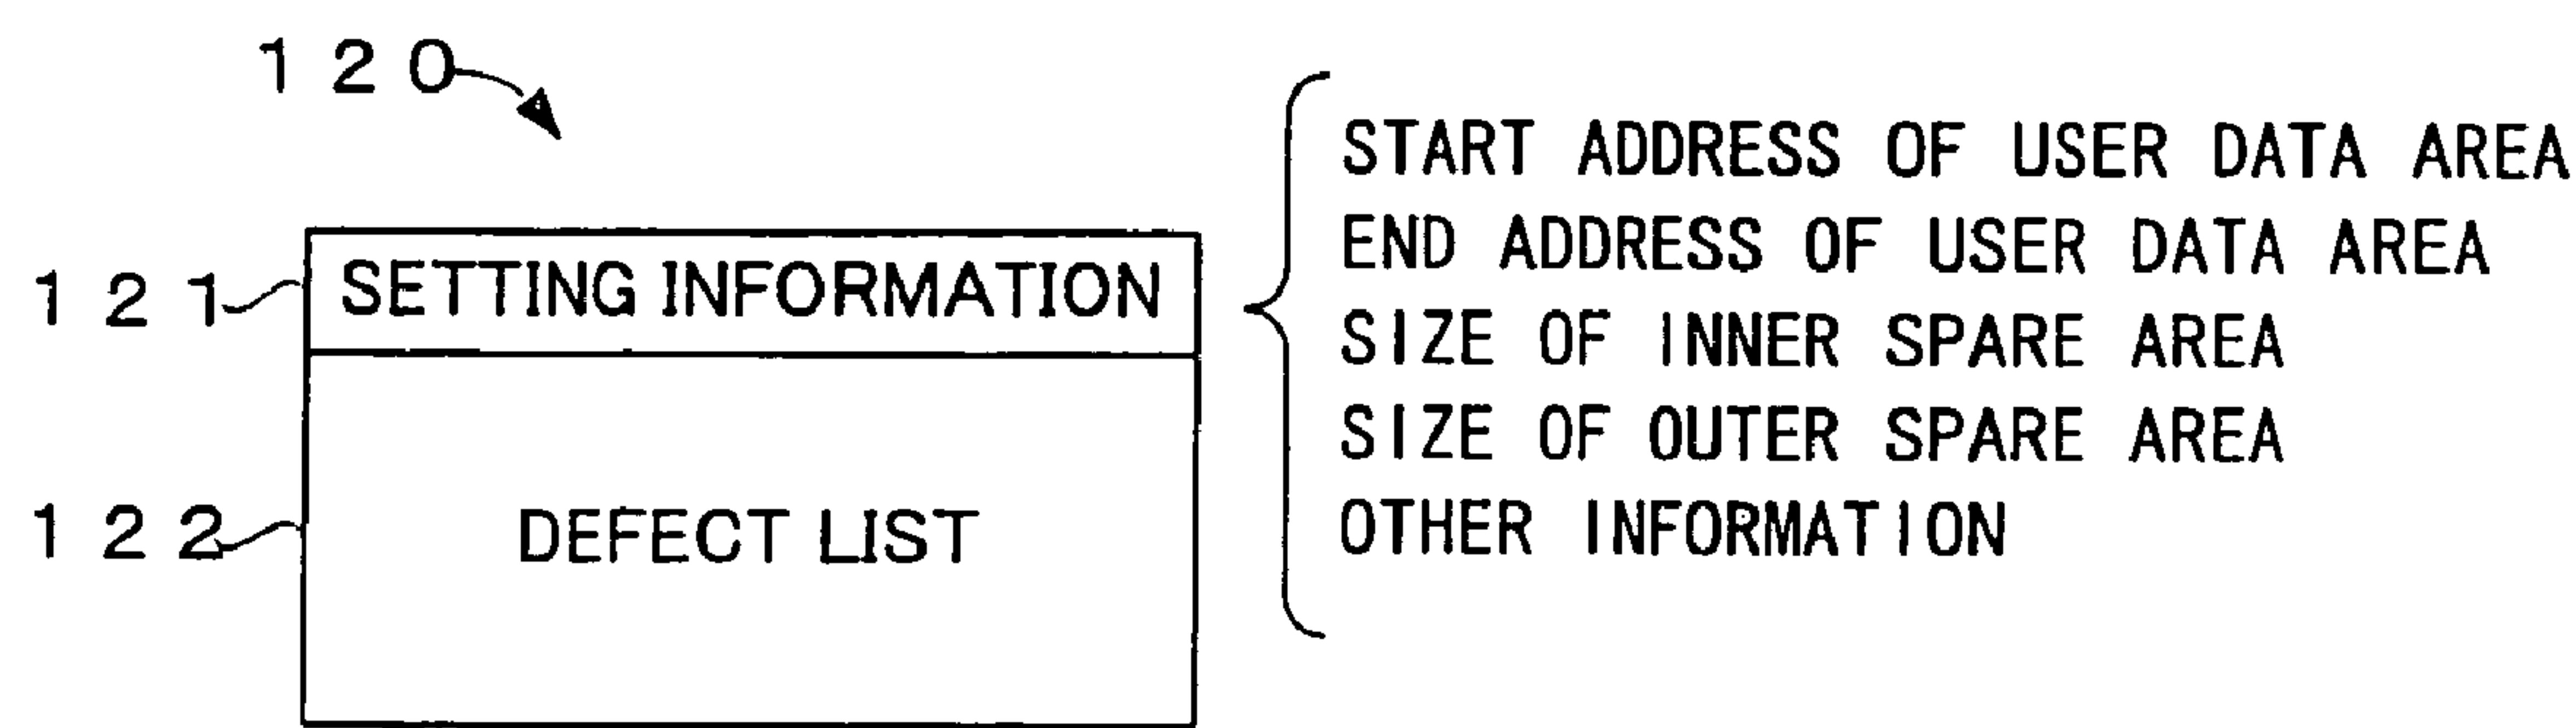 120
START ADDRESS OF USER DATA AREA
END ADDRESS OF USER DATA AREA
121 SETTING INFORMATION
SIZE OF INNER SPARE AREA
SIZE OF OUTER SPARE AREA
122 DEFECT LIST
OTHER INFORMATION